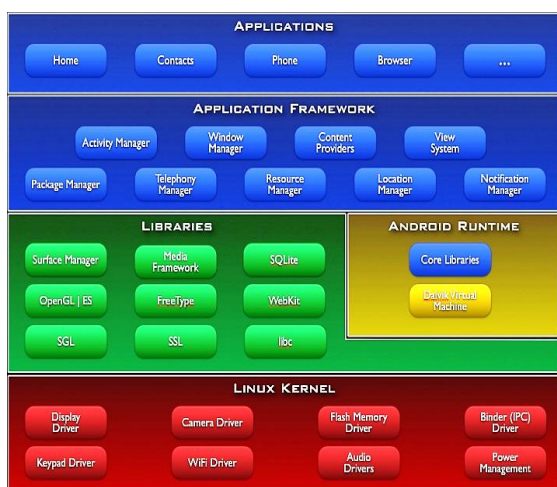 APPLICATIONS
Home
Contacts
Phone
Browser
...
APPLICATION FRAMEWORK
Activity Manager
Window
Manager
Content
Providers
View
System
Package Manager
Telephony
Manager
Resource
Manager
Location
Manager
Notification
Manager
LIBRARIES
Surface Manager
Media
Framework
SQLite
OpenGL | ES
FreeType
WebKit
SGL
SSL
libc
ANDROID RUNTIME
Core Libraries
Dalvik Virtual
Machine
LINUX KERNEL
Display
Driver
Camera Driver
Flash Memory
Driver
Binder (IPC)
Driver
Keypad Driver
WiFi Driver
Audio
Drivers
Power
Management